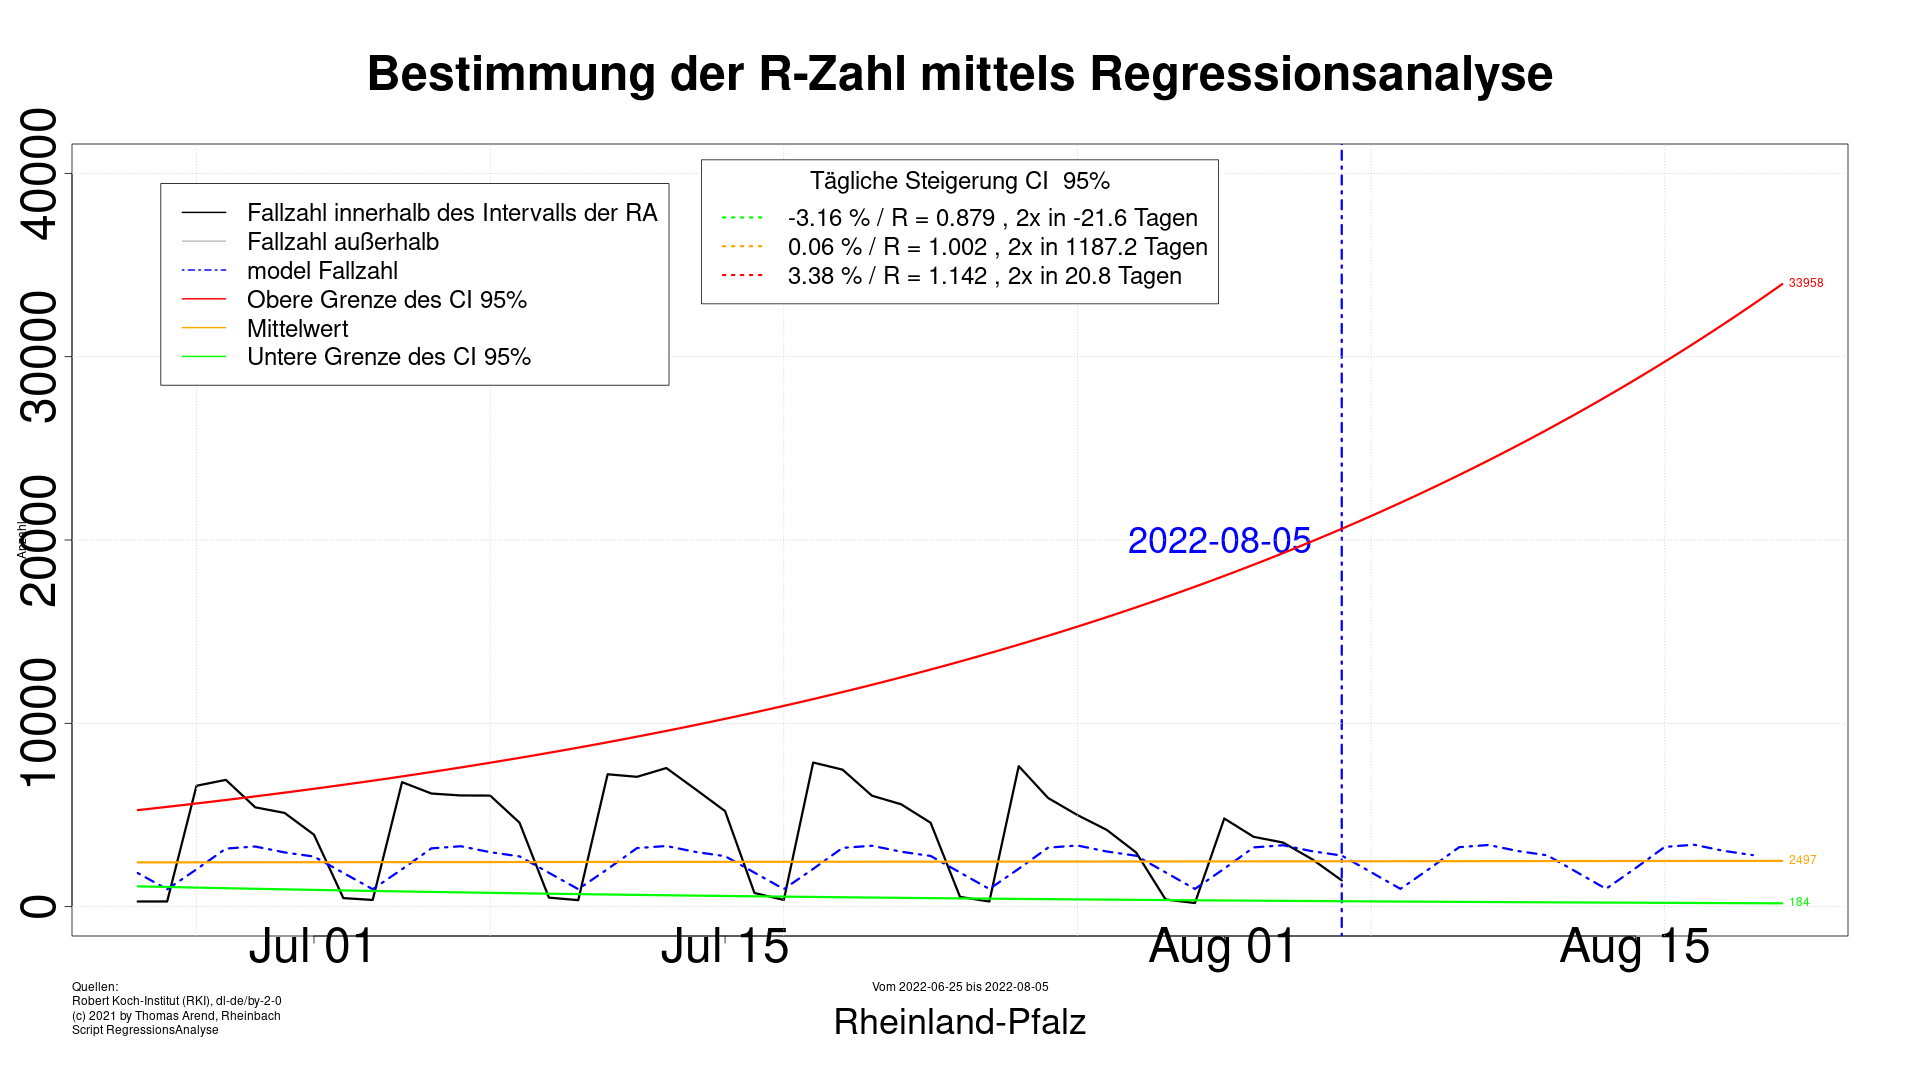 Bestimmung der R-Zahl mittels Regressionsanalyse
Anzahl
40000
30000
20000
10000
0
Fallzahl innerhalb des Intervalls der RA
Fallzahl außerhalb
model Fallzahl
Obere Grenze des CI 95%
Mittelwert
Untere Grenze des CI 95%
Tägliche Steigerung CI  95%
-3.16 % / R = 0.879 , 2x in -21.6 Tagen
0.06 % / R = 1.002 , 2x in 1187.2 Tagen
3.38 % / R = 1.142 , 2x in 20.8 Tagen
33958
2022-08-05
2497
184
Jul 01
Jul 15
Aug 01
Aug 15
Quellen:
Robert Koch-Institut (RKI), dl-de/by-2-0
(c) 2021 by Thomas Arend, Rheinbach
Script RegressionsAnalyse
Vom 2022-06-25 bis 2022-08-05
Rheinland-Pfalz